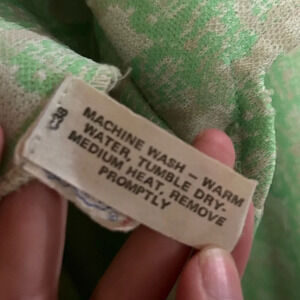 MACHINE WASH – WARM
WATER, TUMBLE DRY.
MEDIUM HEAT, REMOVE
PROMPTLY